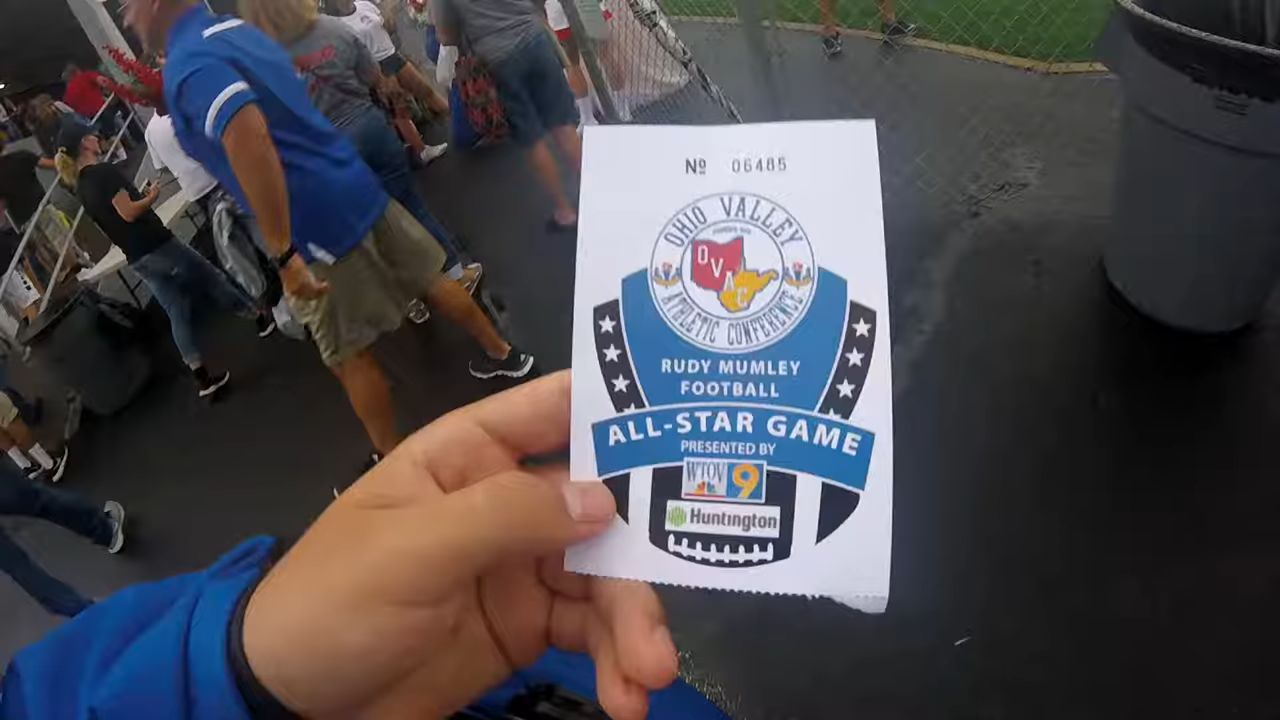 Nº 06485
OHIO VALLEY
OVAC
ATHLETIC CONFERENCE
RUDY MUMLEY
FOOTBALL
ALL-STAR GAME
PRESENTED BY
WTOV 9
Huntington